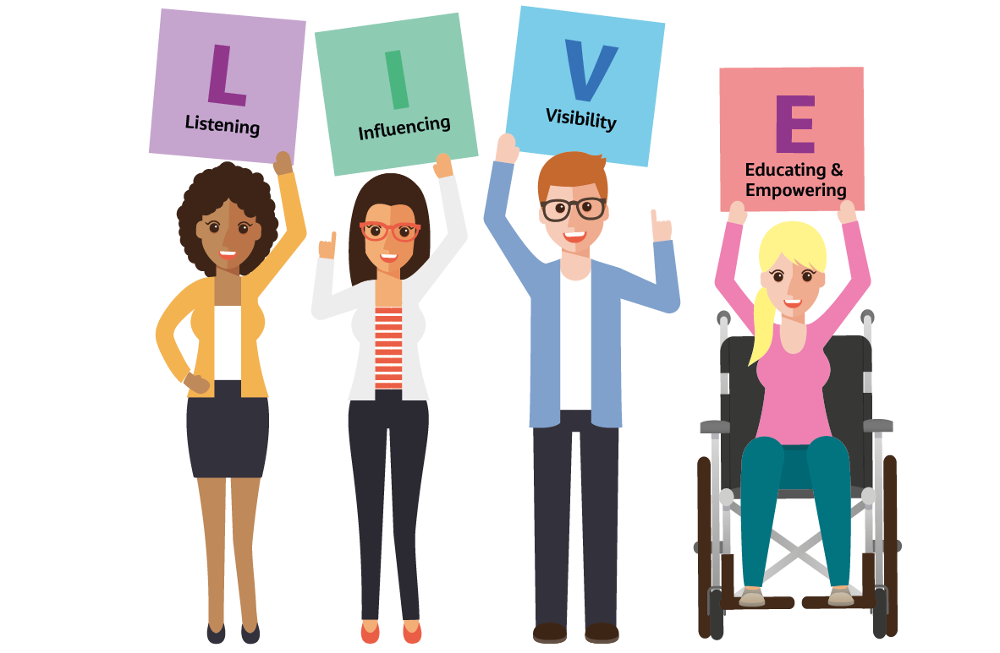 L
Listening
I
Influencing
V
Visibility
E
Educating &
Empowering